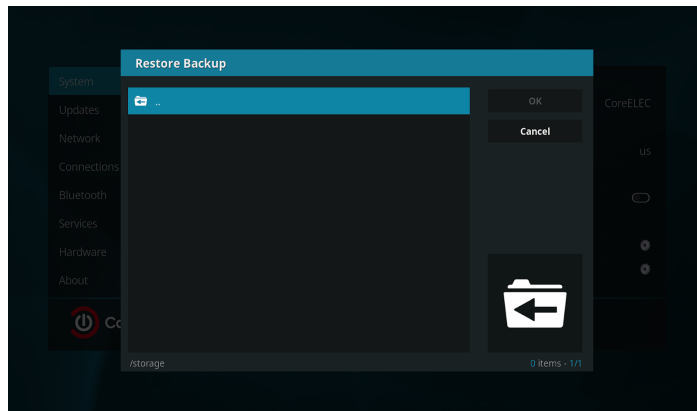 Restore Backup
..
OK
Cancel
/storage
0 items - 1/1
System
Updates
Network
Connections
Bluetooth
Services
Hardware
About
CoreELEC
us